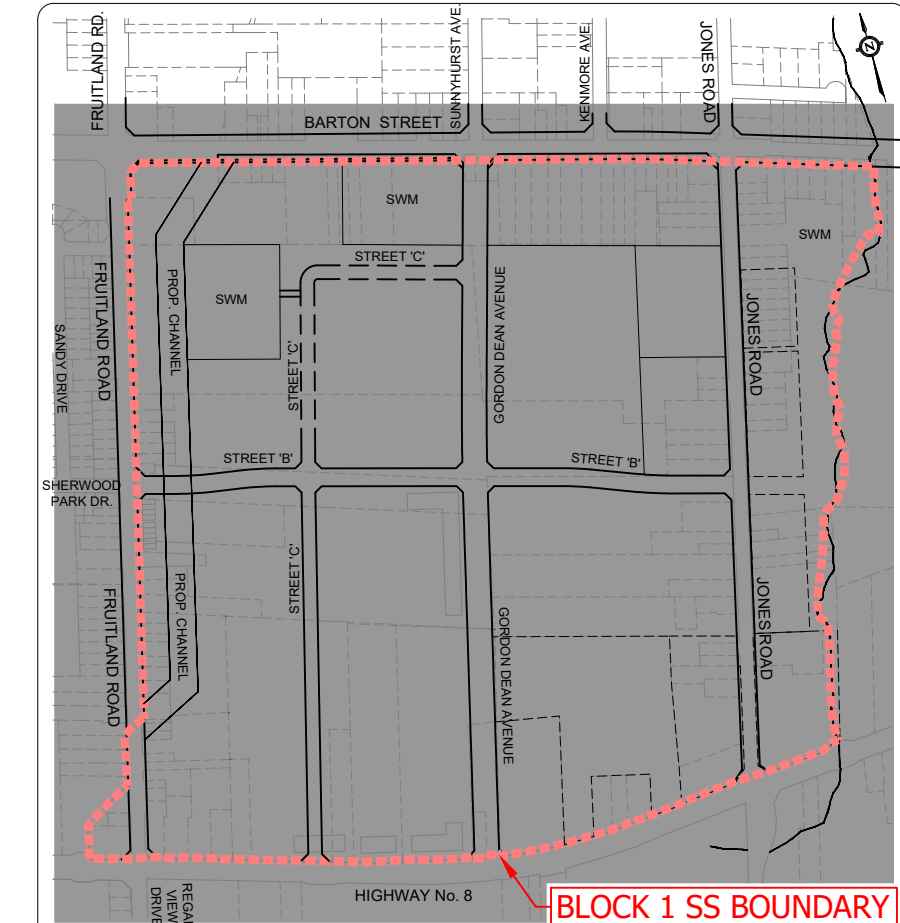 FRUITLAND RD.
SUNNYHURST AVE.
KENMORE AVE.
JONES ROAD
N
BARTON STREET
SWM
SWM
STREET 'C'
SWM
FRUITLAND ROAD
PROP. CHANNEL
GORDON DEAN AVENUE
JONES ROAD
SANDY DRIVE
STREET 'C'
STREET 'B'
STREET 'B'
SHERWOOD
PARK DR.
FRUITLAND ROAD
PROP. CHANNEL
STREET 'C'
GORDON DEAN AVENUE
JONES ROAD
HIGHWAY No. 8
REGAL
VIEW
DRIVE
BLOCK 1 SS BOUNDARY